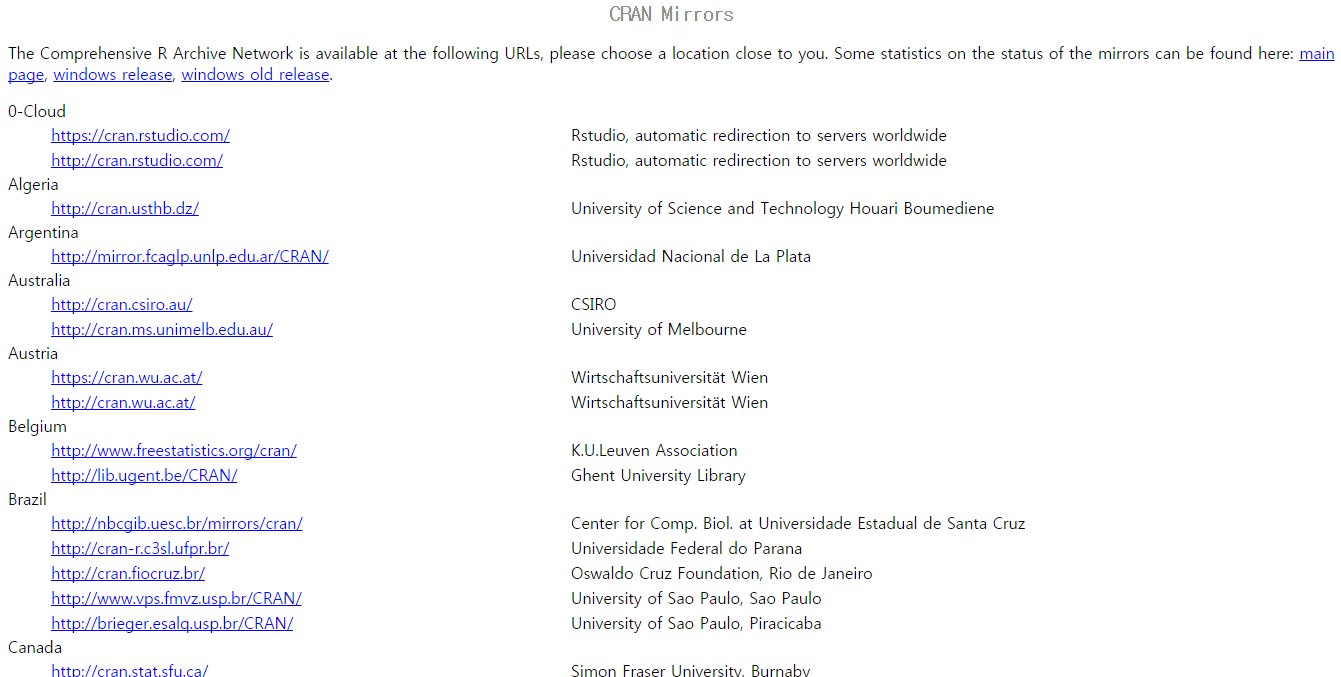 CRAN Mirrors
The Comprehensive R Archive Network is available at the following URLs, please choose a location close to you. Some statistics on the status of the mirrors can be found here: main
page, windows release, windows old release.
0-Cloud
https://cran.rstudio.com/ Rstudio, automatic redirection to servers worldwide
http://cran.rstudio.com/ Rstudio, automatic redirection to servers worldwide
Algeria
http://cran.usthb.dz/ University of Science and Technology Houari Boumediene
Argentina
http://mirror.fcaglp.unlp.edu.ar/CRAN/ Universidad Nacional de La Plata
Australia
http://cran.csiro.au/ CSIRO
http://cran.ms.unimelb.edu.au/ University of Melbourne
Austria
https://cran.wu.ac.at/ Wirtschaftsuniversität Wien
http://cran.wu.ac.at/ Wirtschaftsuniversität Wien
Belgium
http://www.freestatistics.org/cran/ K.U.Leuven Association
http://lib.ugent.be/CRAN/ Ghent University Library
Brazil
http://nbcgib.uesc.br/mirrors/cran/ Center for Comp. Biol. at Universidade Estadual de Santa Cruz
http://cran-r.c3sl.ufpr.br/ Universidade Federal do Parana
http://cran.fiocruz.br/ Oswaldo Cruz Foundation, Rio de Janeiro
http://www.vps.fmvz.usp.br/CRAN/ University of Sao Paulo, Sao Paulo
http://brieger.esalq.usp.br/CRAN/ University of Sao Paulo, Piracicaba
Canada
http://cran.stat.sfu.ca/ Simon Fraser University, Burnaby